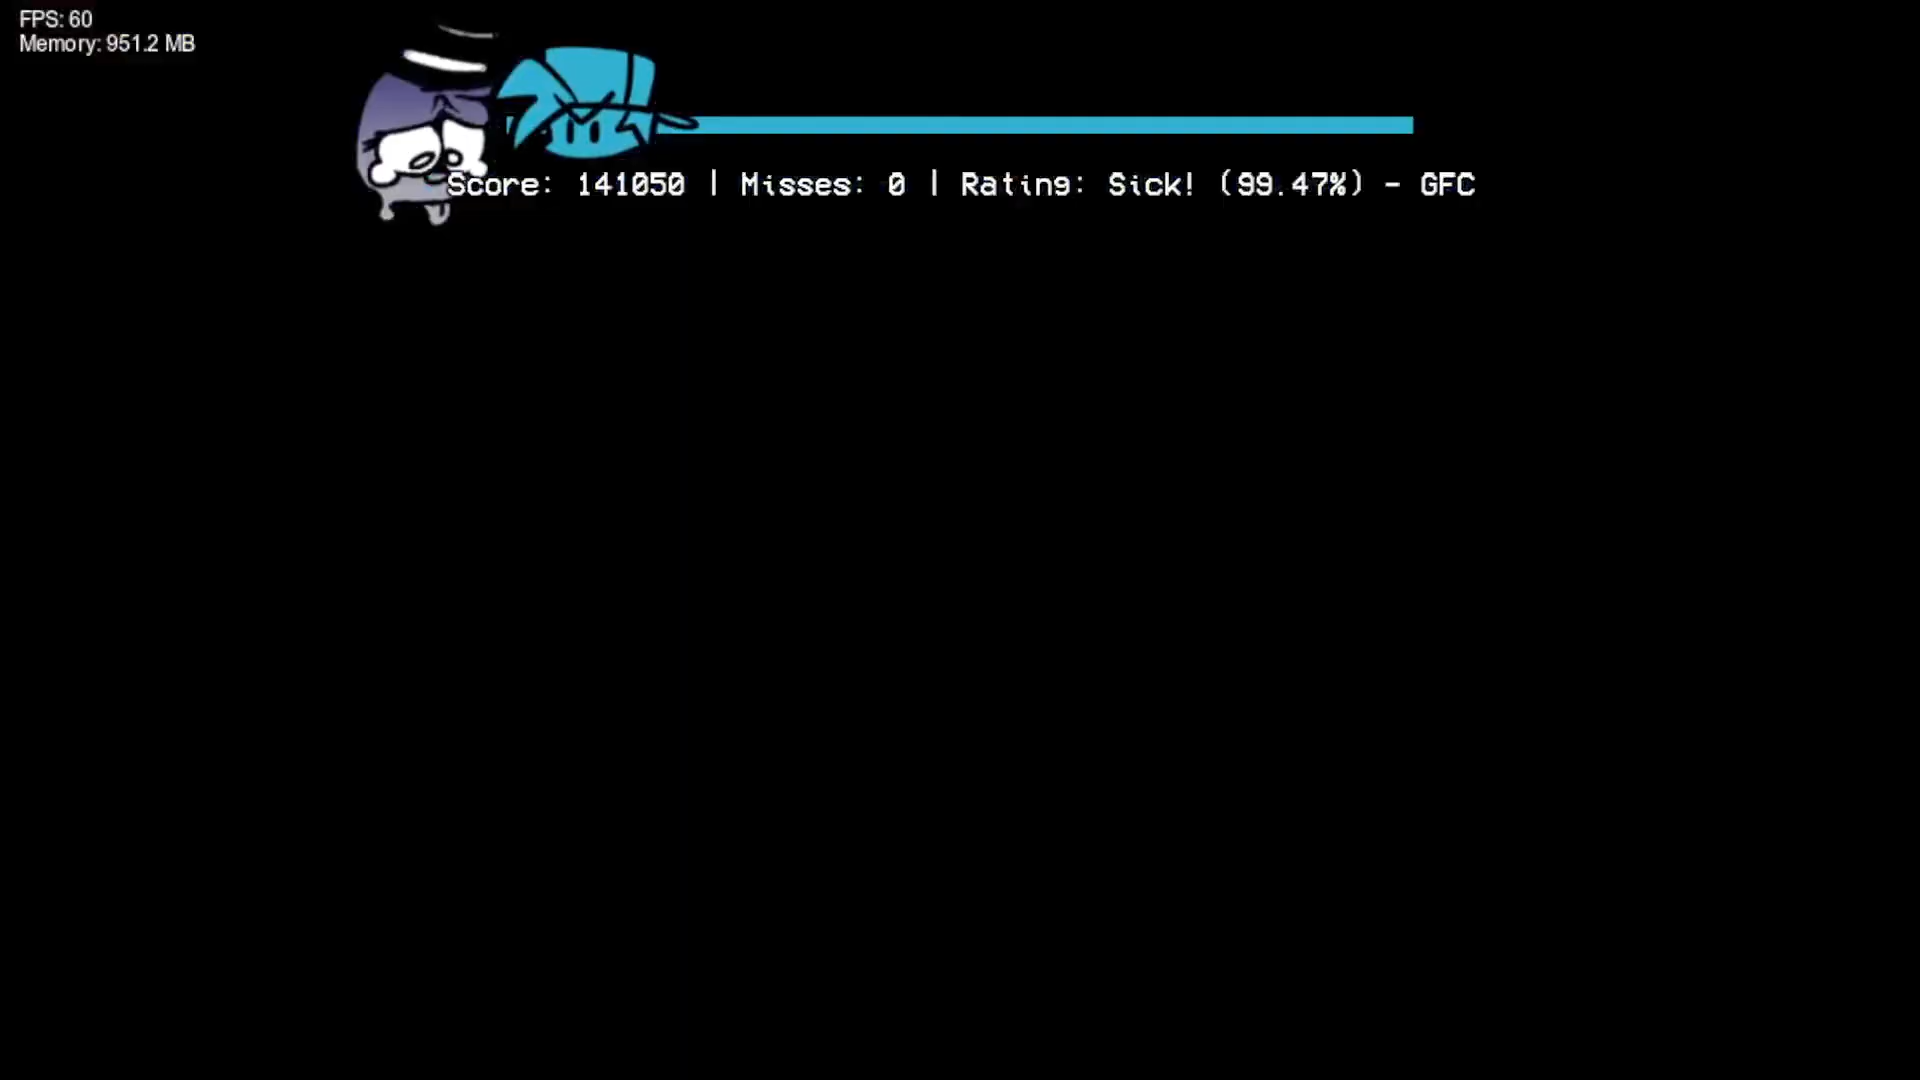 FPS: 60
Memory: 951.2 MB
Score: 141050 | Misses: 0 | Rating: Sick! (99.47%) - GFC